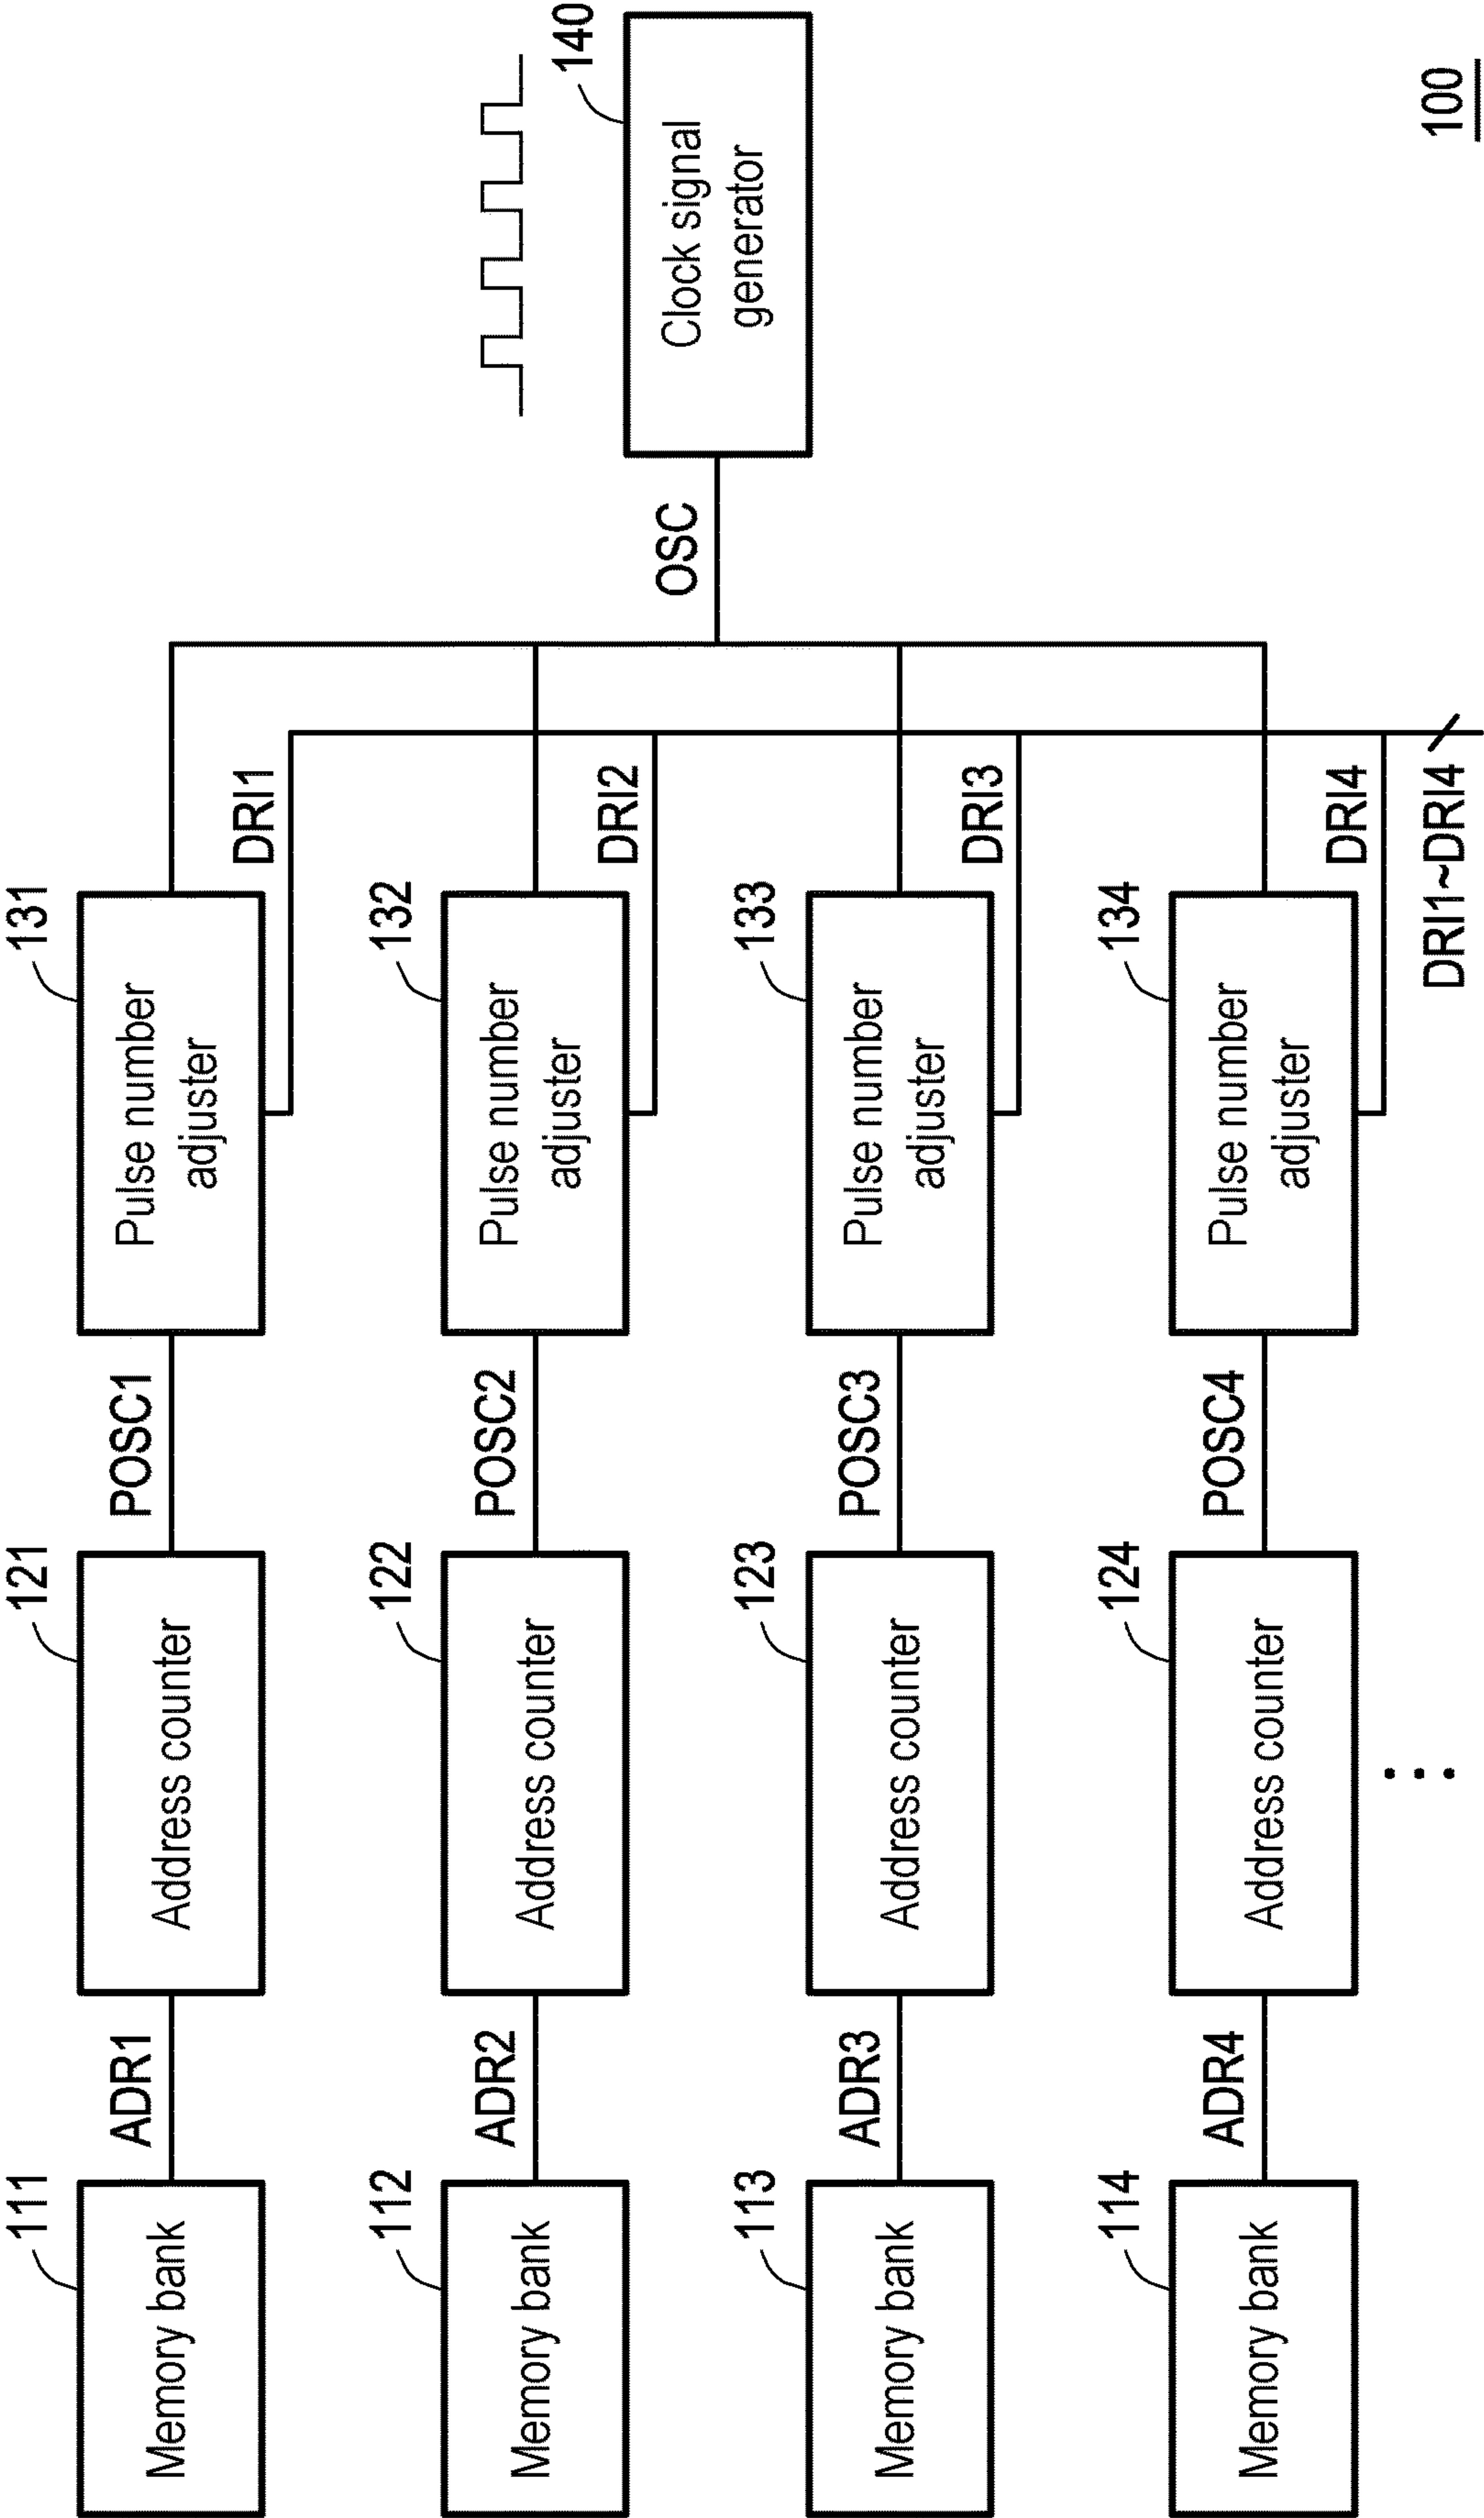 111
Memory bank
ADR1
121
Address counter
POSC1
131
Pulse number
adjuster
DRI1
112
Memory bank
ADR2
122
Address counter
POSC2
132
Pulse number
adjuster
DRI2
OSC
140
Clock signal
generator
113
Memory bank
ADR3
123
Address counter
POSC3
133
Pulse number
adjuster
DRI3
114
Memory bank
ADR4
124
Address counter
POSC4
134
Pulse number
adjuster
DRI4
DRI1~DRI4
100